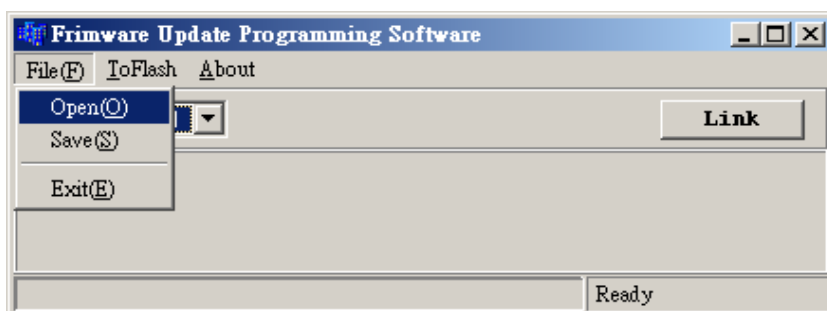 Frimware Update Programming Software
File(F) ToFlash About
Open(O)
Link
Save(S)
Exit(E)
Ready